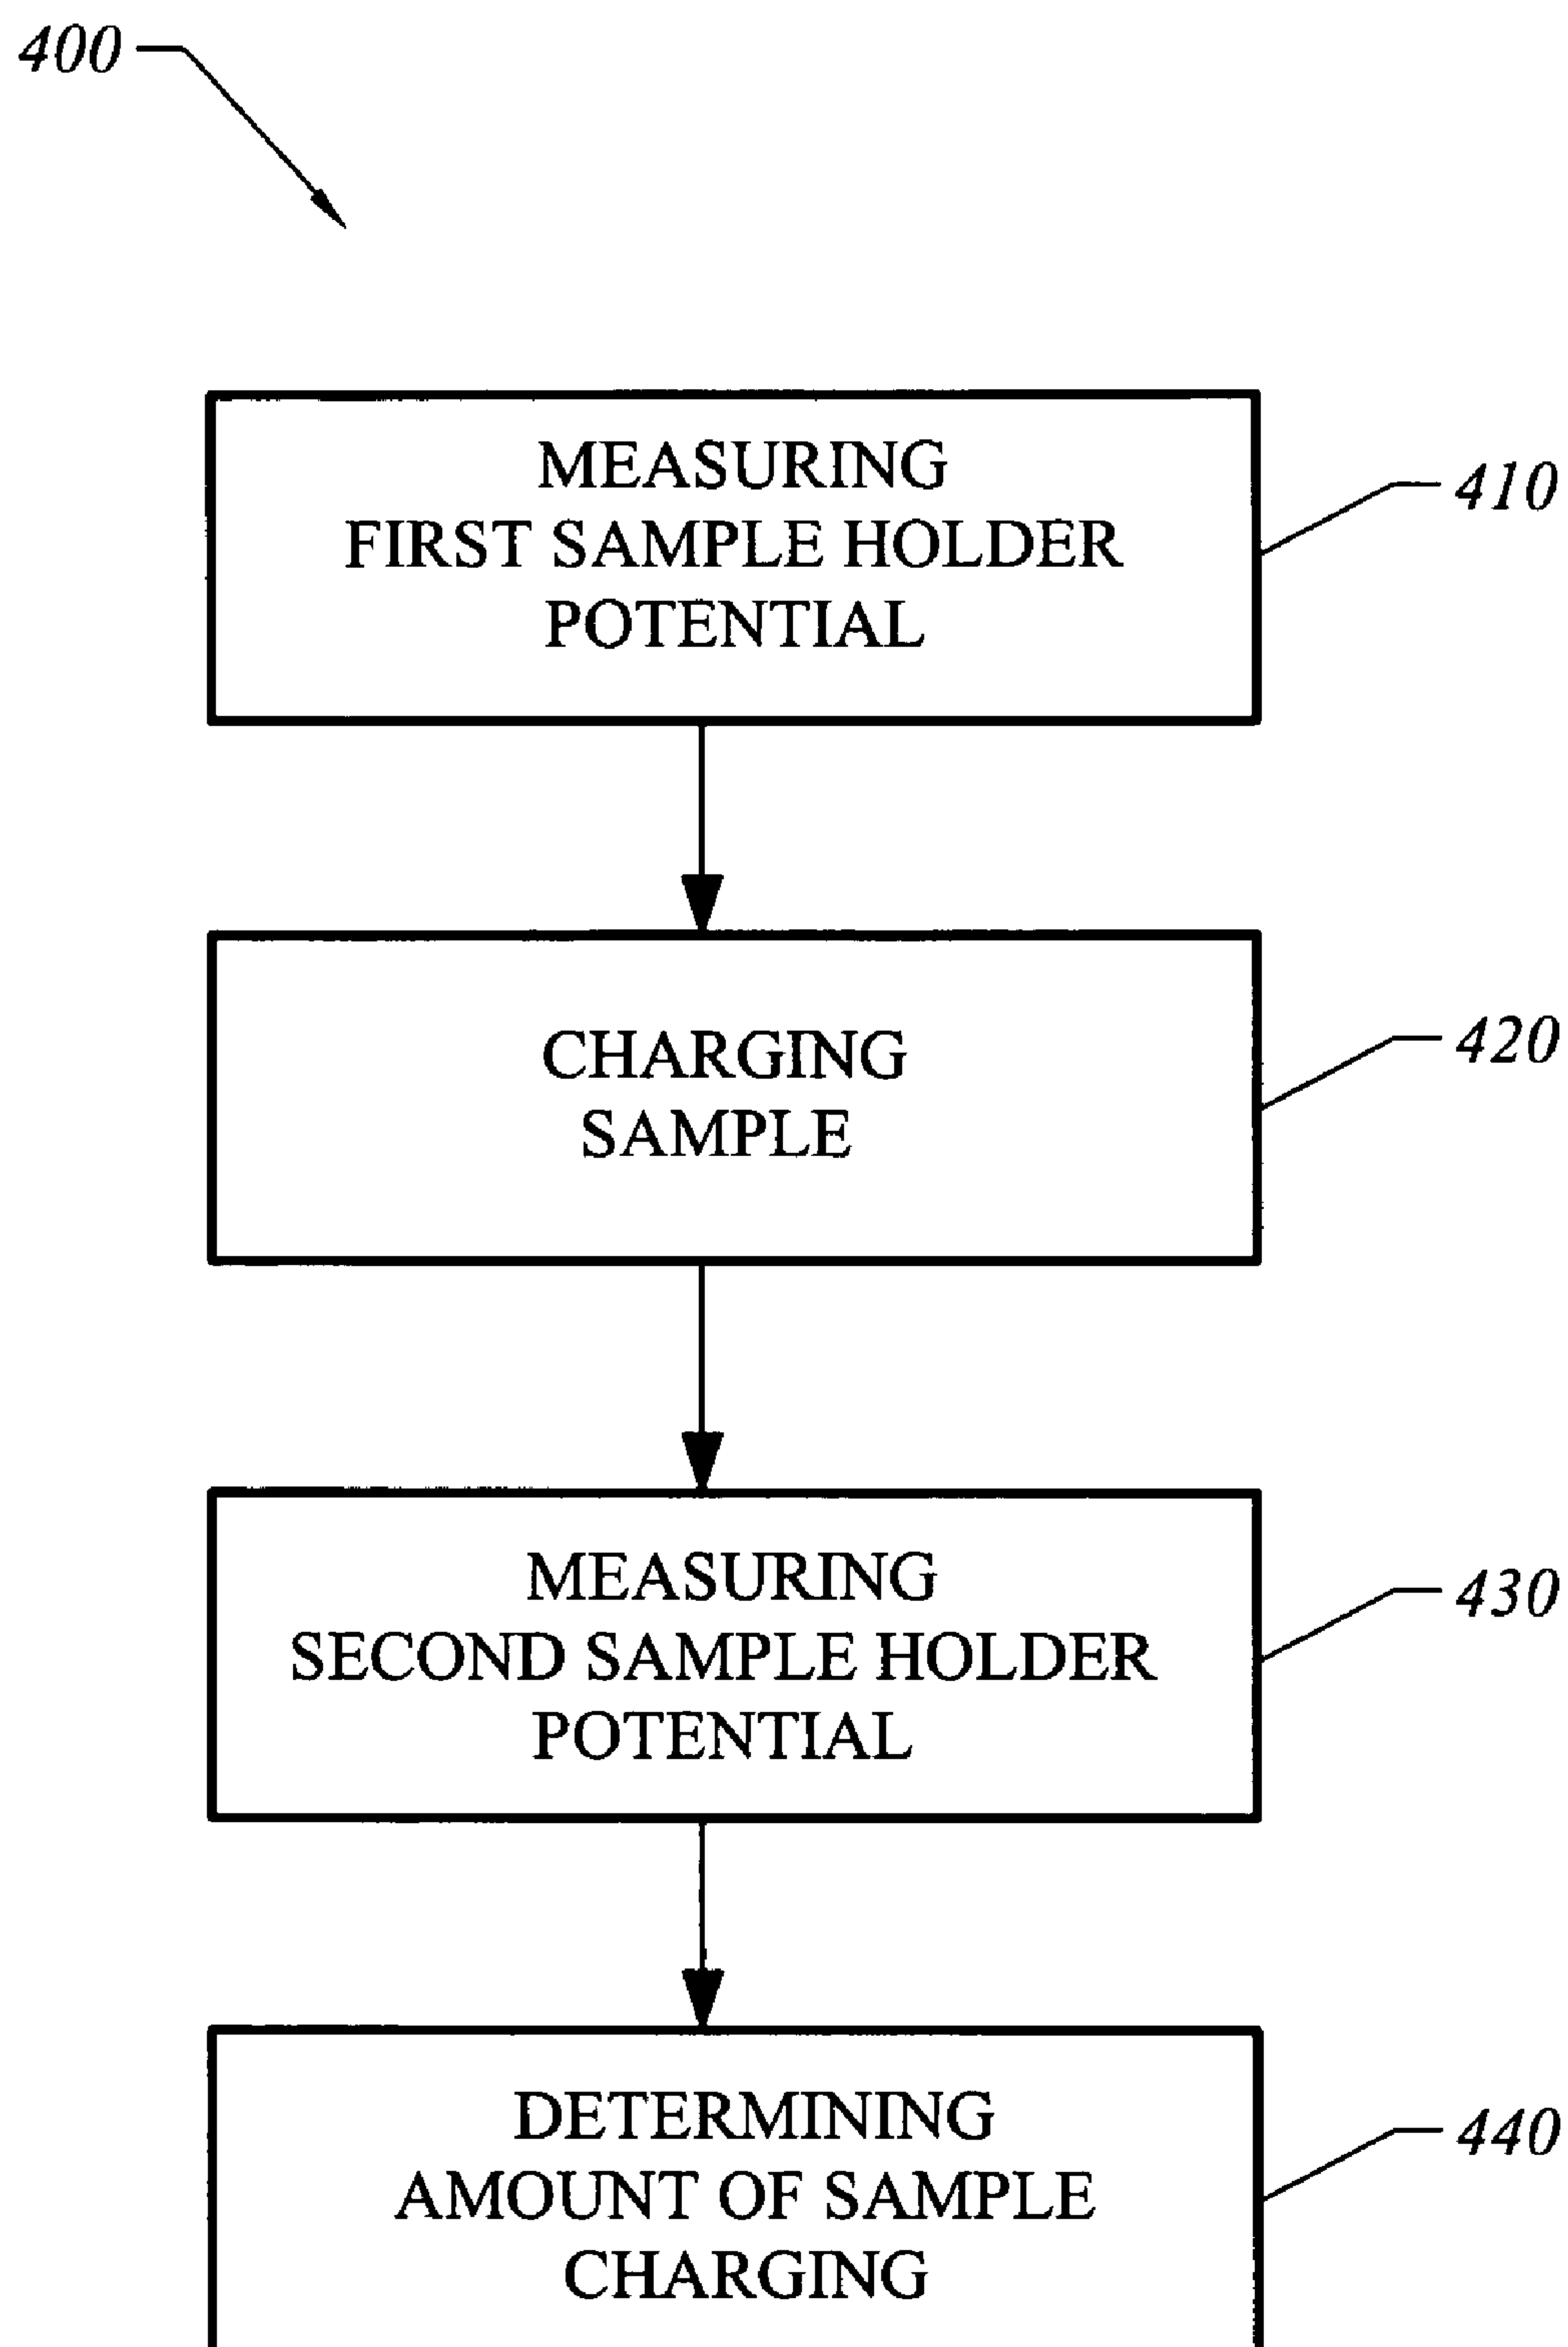 400
MEASURING
FIRST SAMPLE HOLDER
POTENTIAL
410
CHARGING
SAMPLE
420
MEASURING
SECOND SAMPLE HOLDER
POTENTIAL
430
DETERMINING
AMOUNT OF SAMPLE
CHARGING
440